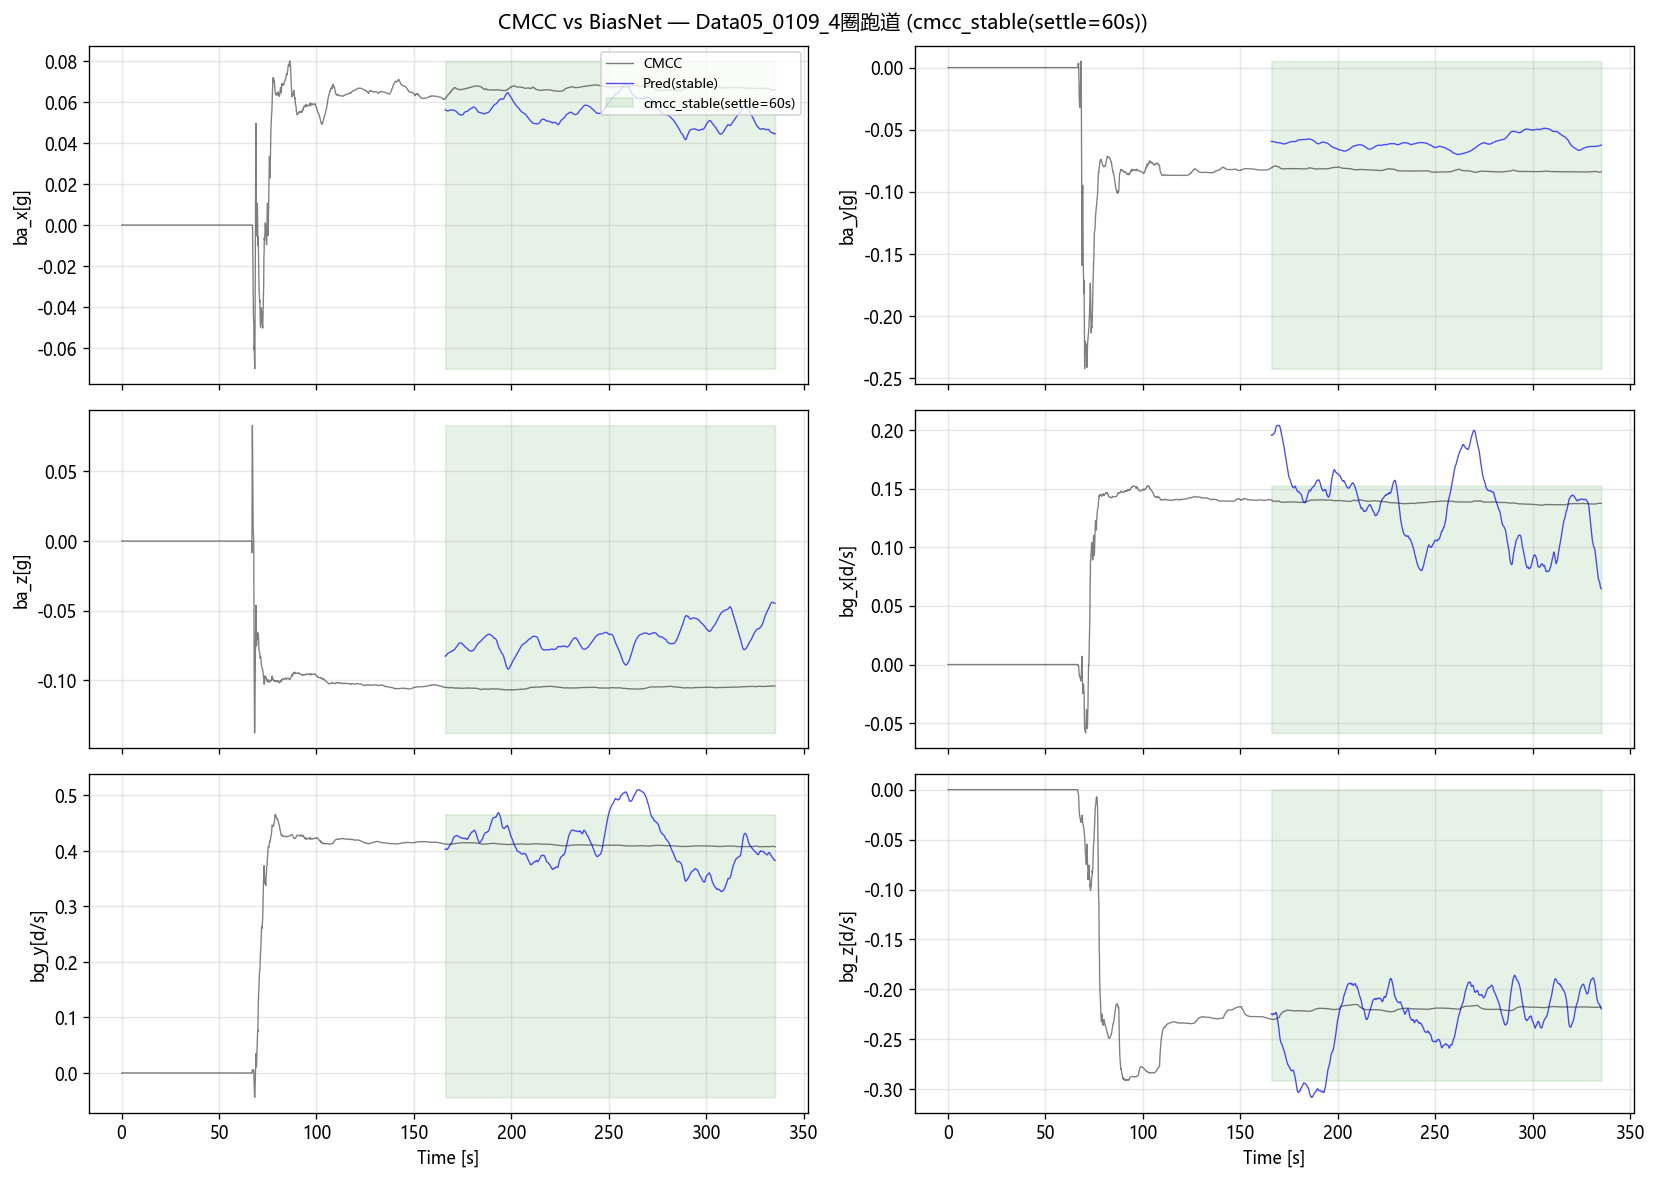 CMCC vs BiasNet — Data05_0109_4圈跑道 (cmcc_stable(settle=60s))
CMCC
Pred(stable)
cmcc_stable(settle=60s)
0.08
0.06
0.04
0.02
0.00
-0.02
-0.04
-0.06
ba_x[g]
0.00
-0.05
-0.10
-0.15
-0.20
-0.25
ba_y[g]
0.05
0.00
-0.05
-0.10
ba_z[g]
0.20
0.15
0.10
0.05
0.00
-0.05
bg_x[d/s]
0.5
0.4
0.3
0.2
0.1
0.0
bg_y[d/s]
0 50 100 150 200 250 300 350
Time [s]
0.00
-0.05
-0.10
-0.15
-0.20
-0.25
-0.30
bg_z[d/s]
0 50 100 150 200 250 300 350
Time [s]